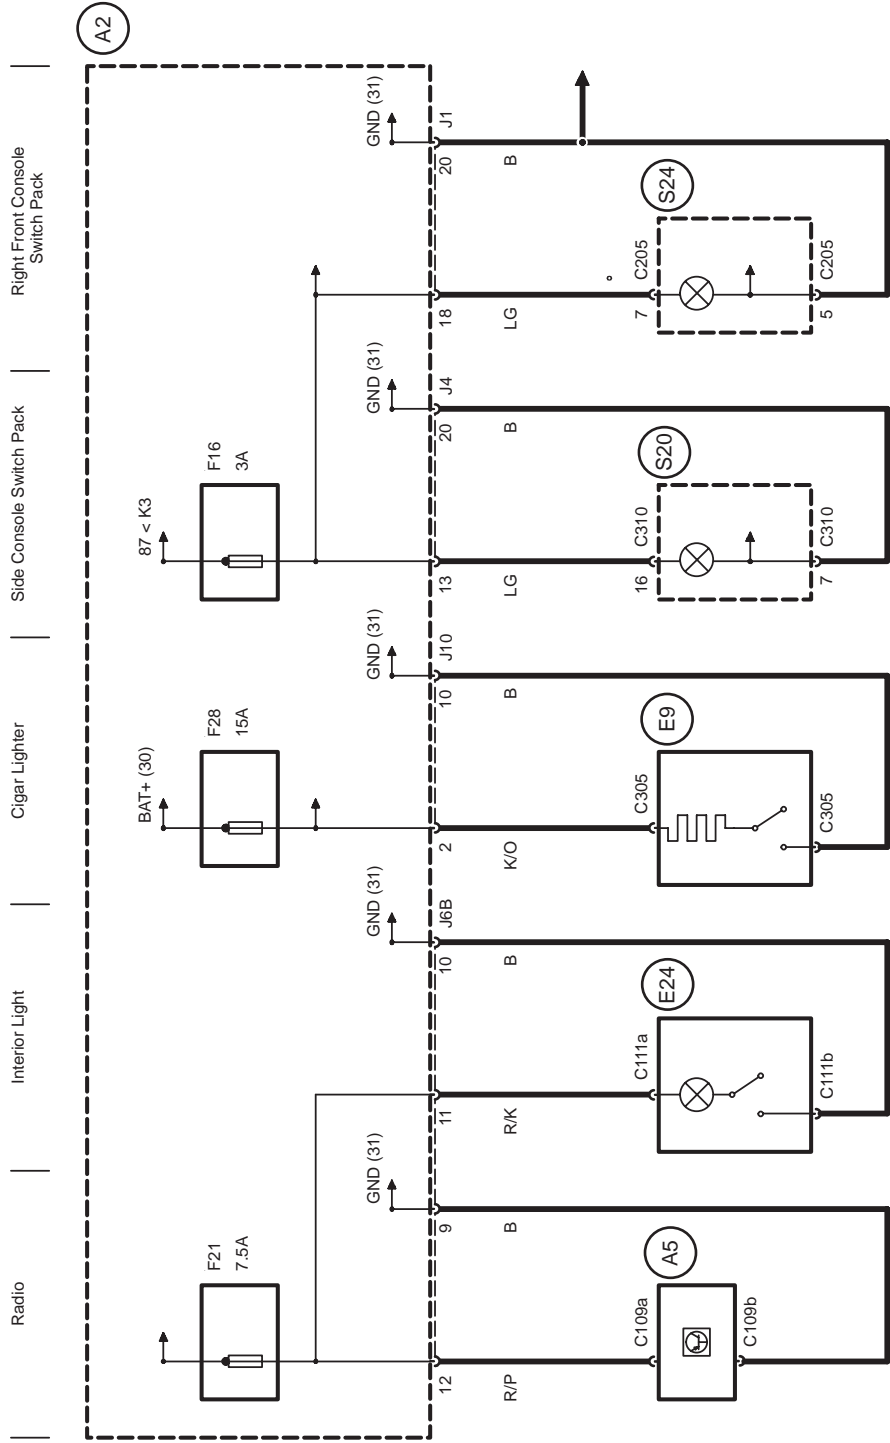 Radio
Interior Light
Cigar Lighter
Side Console Switch Pack
Right Front Console
Switch Pack
A2
87 < K3
BAT+ (30)
F21
7.5A
F28
15A
F16
3A
GND (31)
GND (31)
GND (31)
GND (31)
GND (31)
12
9
11
10
J6B
2
10
J10
13
20
J4
18
20
J1
R/P
B
R/K
B
K/O
B
LG
B
LG
B
C109a
A5
C111a
E24
C305
E9
16
C310
S20
7
C205
S24
C109b
C111b
C305
7
C310
5
C205